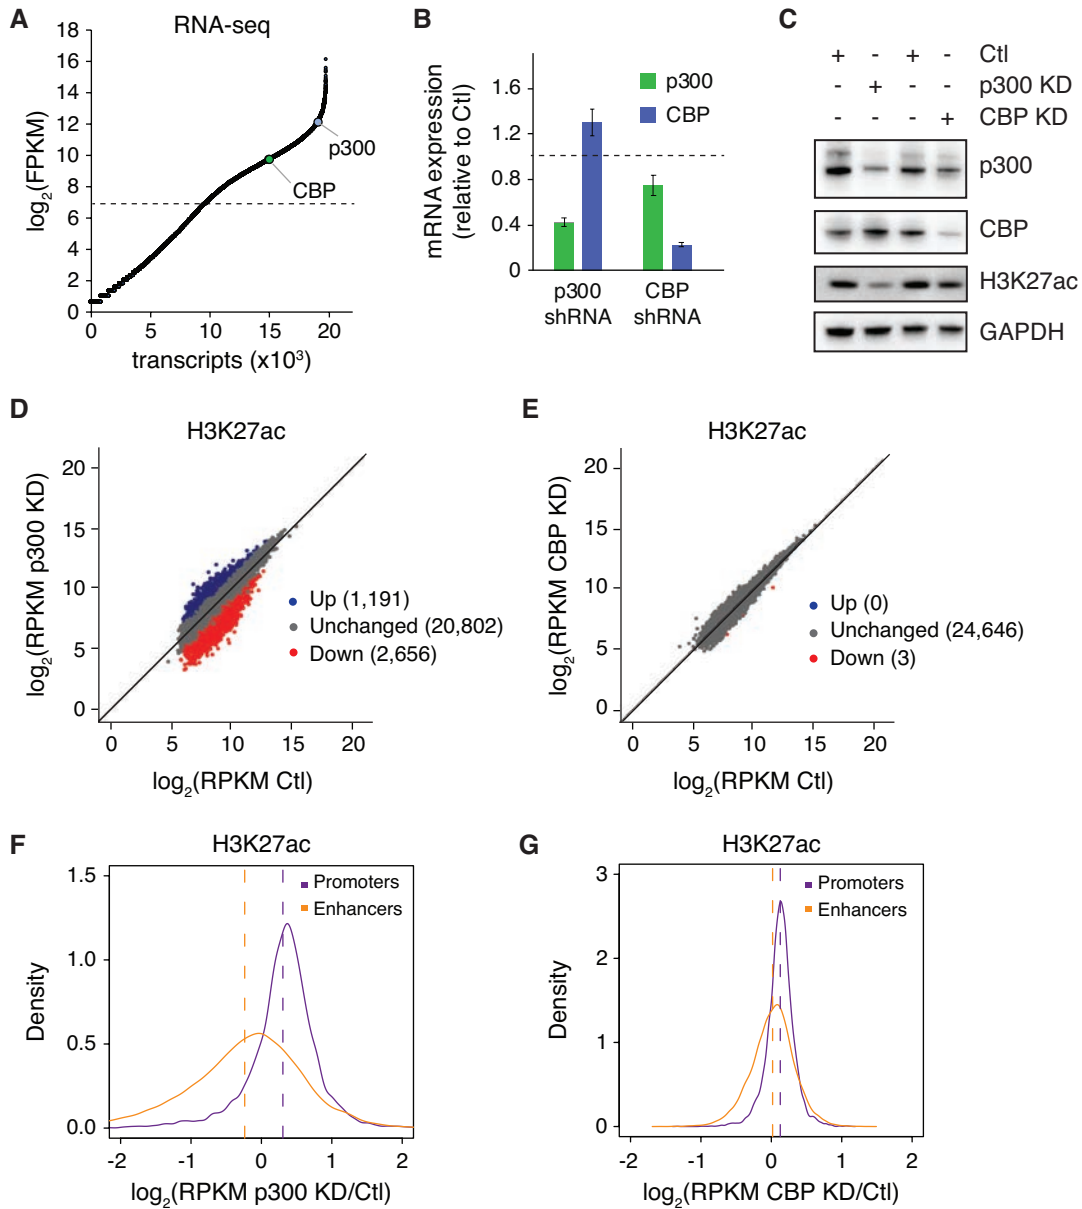 A
RNA-seq
log2(FPKM)
18
16
14
12
10
8
6
4
2
0
p300
CBP
0 5 10 15 20
transcripts (x10³)
B
mRNA expression
(relative to Ctl)
1.6
1.2
0.8
0.4
0
p300
CBP
p300 CBP
shRNA shRNA
C
+ - + - Ctl
- + - - p300 KD
- - - + CBP KD
p300
CBP
H3K27ac
GAPDH
D
H3K27ac
log2(RPKM p300 KD)
20
15
10
5
0
Up (1,191)
Unchanged (20,802)
Down (2,656)
0 5 10 15 20
log2(RPKM Ctl)
E
H3K27ac
log2(RPKM CBP KD)
20
15
10
5
0
Up (0)
Unchanged (24,646)
Down (3)
0 5 10 15 20
log2(RPKM Ctl)
F
H3K27ac
Density
1.5
1.0
0.5
0.0
Promoters
Enhancers
-2 -1 0 1 2
log2(RPKM p300 KD/Ctl)
G
H3K27ac
Density
3
2
1
0
Promoters
Enhancers
-2 -1 0 1 2
log2(RPKM CBP KD/Ctl)